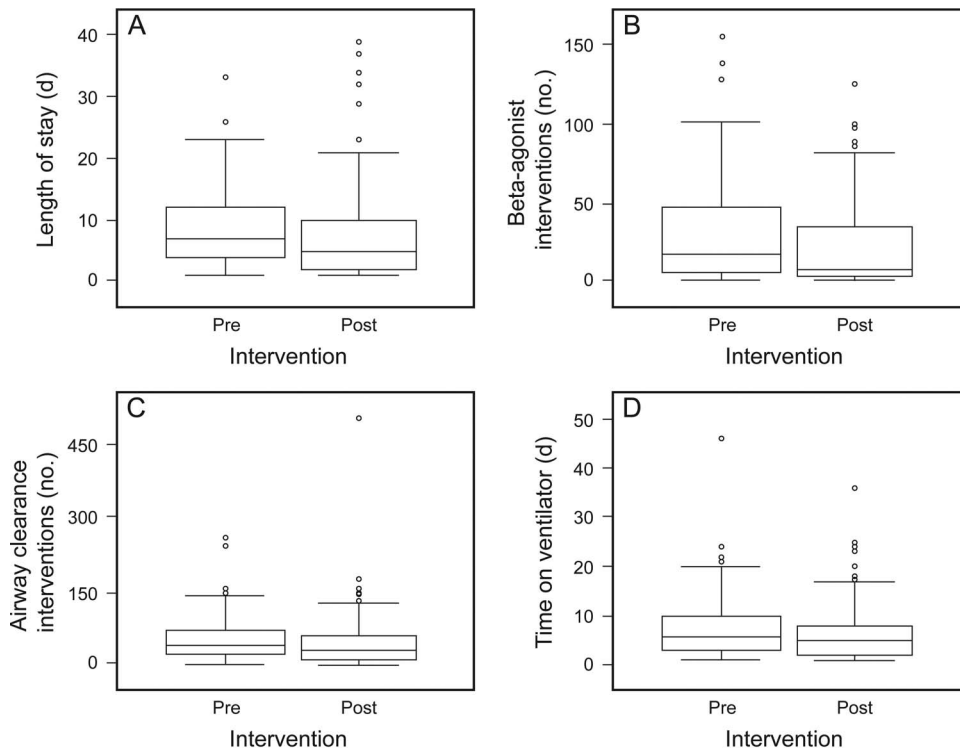 A
Length of stay (d)
40
30
20
10
0
Pre
Post
Intervention
B
Beta-agonist
interventions (no.)
150
100
50
0
Pre
Post
Intervention
C
Airway clearance
interventions (no.)
450
300
150
0
Pre
Post
Intervention
D
Time on ventilator (d)
50
40
30
20
10
0
Pre
Post
Intervention